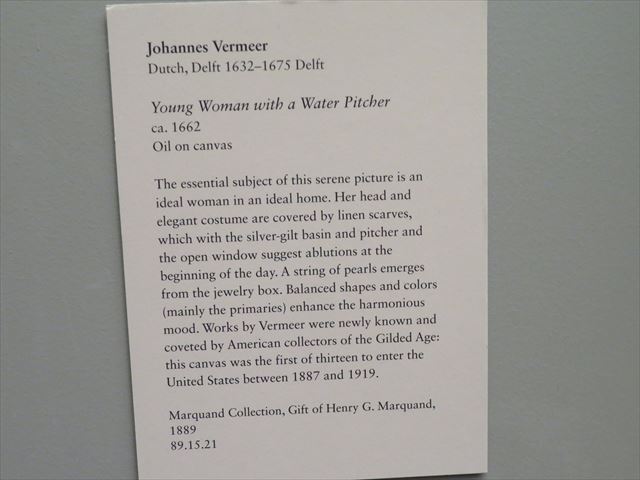 Johannes Vermeer
Dutch, Delft 1632–1675 Delft
Young Woman with a Water Pitcher
ca. 1662
Oil on canvas
The essential subject of this serene picture is an
ideal woman in an ideal home. Her head and
elegant costume are covered by linen scarves,
which with the silver-gilt basin and pitcher and
the open window suggest ablutions at the
beginning of the day. A string of pearls emerges
from the jewelry box. Balanced shapes and colors
(mainly the primaries) enhance the harmonious
mood. Works by Vermeer were newly known and
coveted by American collectors of the Gilded Age:
this canvas was the first of thirteen to enter the
United States between 1887 and 1919.
Marquand Collection, Gift of Henry G. Marquand,
1889
89.15.21